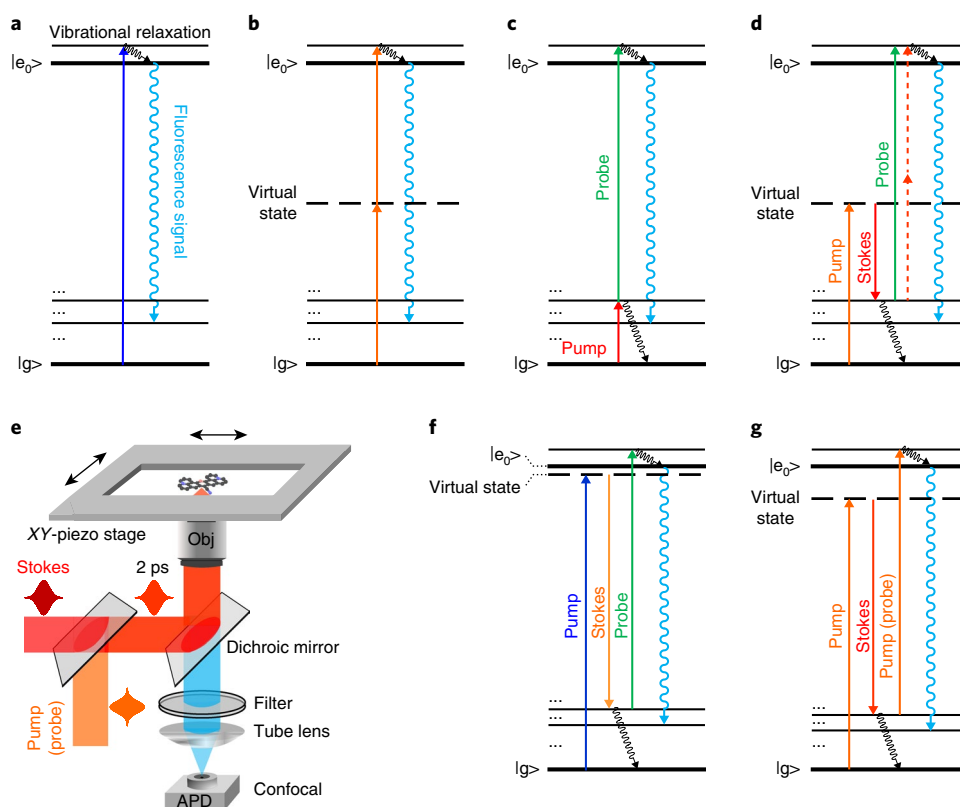 a
Vibrational relaxation
|e₀>
Fluorescence signal
Virtual
state
...
...
...
|g>
b
...
...
...
c
Probe
Pump
...
...
...
|g>
d
|e₀>
Virtual
state
Pump
Stokes
Probe
...
...
...
|g>
e
XY-piezo stage
Obj
Stokes
2 ps
Dichroic mirror
Pump
(probe)
Filter
Tube lens
APD
Confocal
f
|e₀>
Virtual state
Pump
Stokes
Probe
...
...
...
|g>
g
|e₀>
Virtual
state
Pump
Stokes
Pump (probe)
...
...
...
|g>